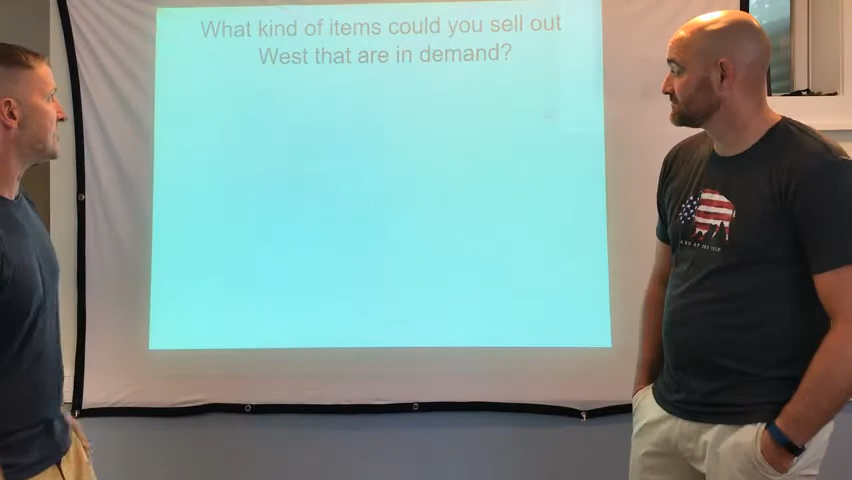 What kind of items could you sell out
West that are in demand?